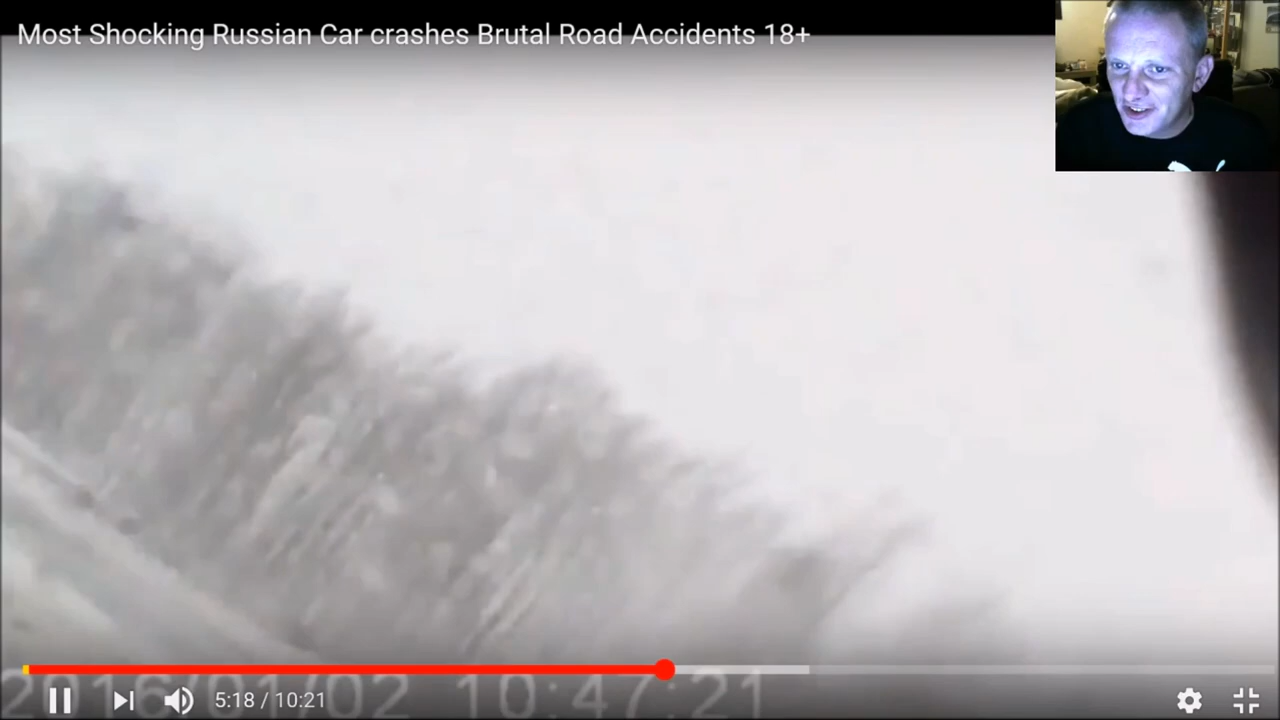 Most Shocking Russian Car crashes Brutal Road Accidents 18+
2016/01/02 10:47:21
5:18 / 10:21